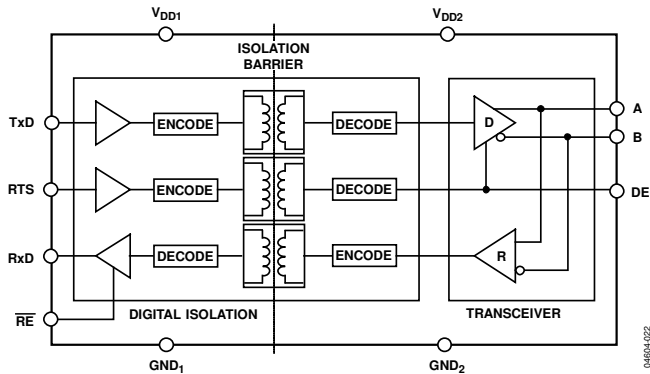 VDD1
VDD2
ISOLATION
BARRIER
TxD
ENCODE
DECODE
D
A
B
RTS
ENCODE
DECODE
DE
RxD
DECODE
ENCODE
R
RE
DIGITAL ISOLATION
TRANSCEIVER
GND1
GND2
04604-022